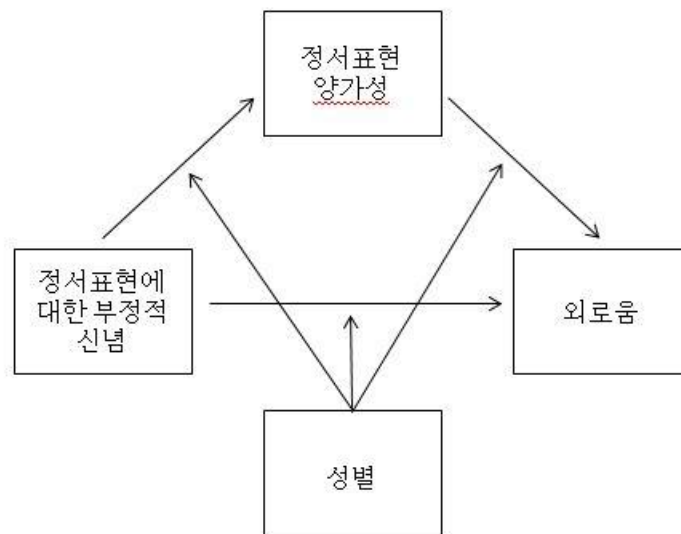 정서표현
양가성
정서표현에
대한 부정적
신념
외로움
성별